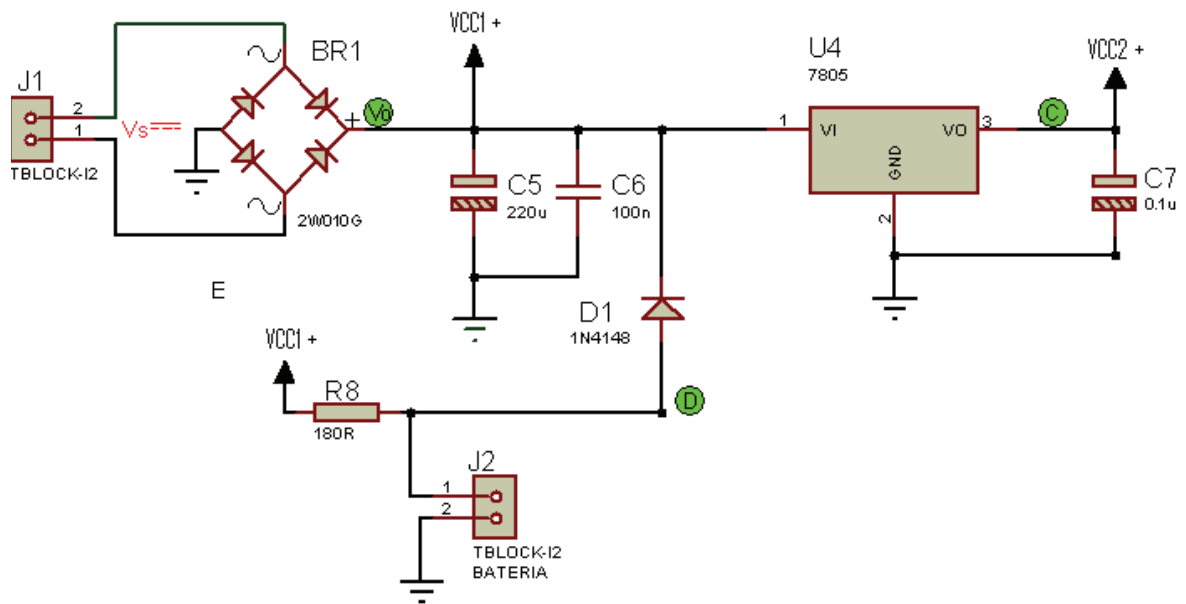 VCC1 +
BR1
J1
2
1
Vs
TBLOCK-I2
+
Vo
2W010G
C5
220u
C6
100n
U4
7805
1
VI
VO
3
GND
2
C
VCC2 +
C7
0.1u
E
D1
1N4148
D
VCC1 +
R8
180R
J2
1
2
TBLOCK-I2
BATERIA